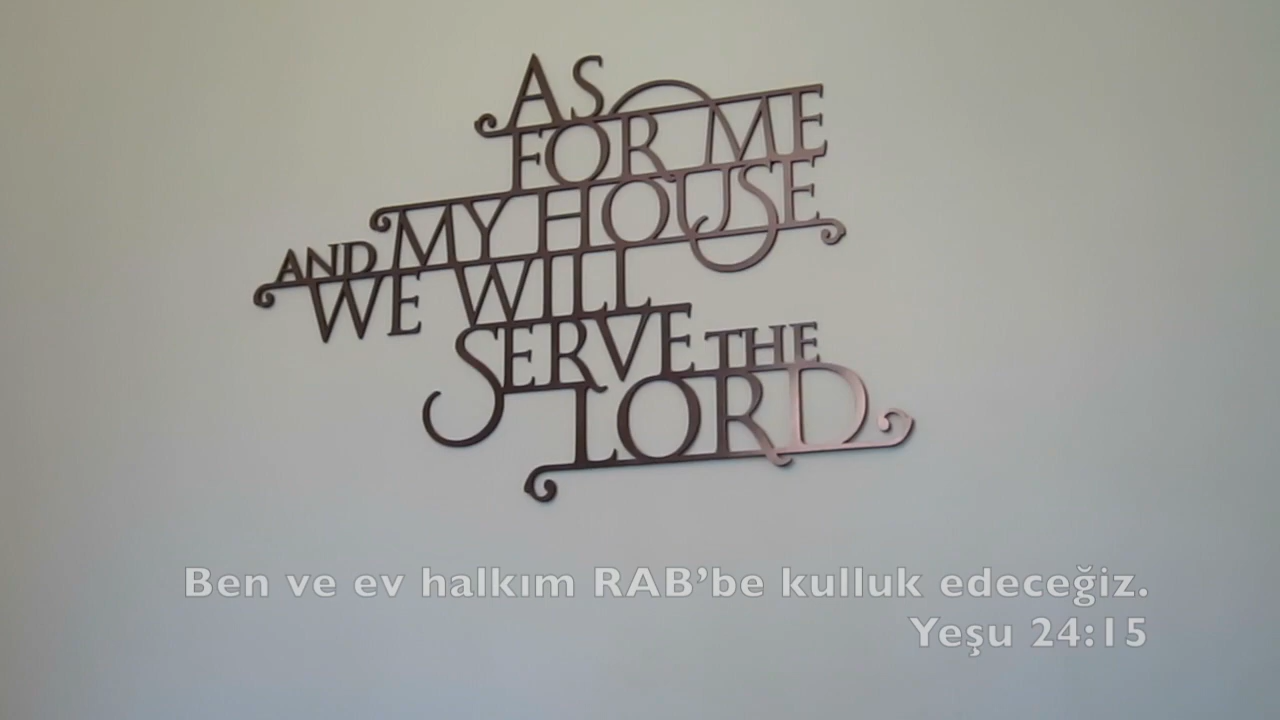 AS
FOR ME
AND MY HOUSE
WE WILL
SERVE THE
LORD
Ben ve ev halkım RAB’be kulluk edeceğiz.
Yeşu 24:15